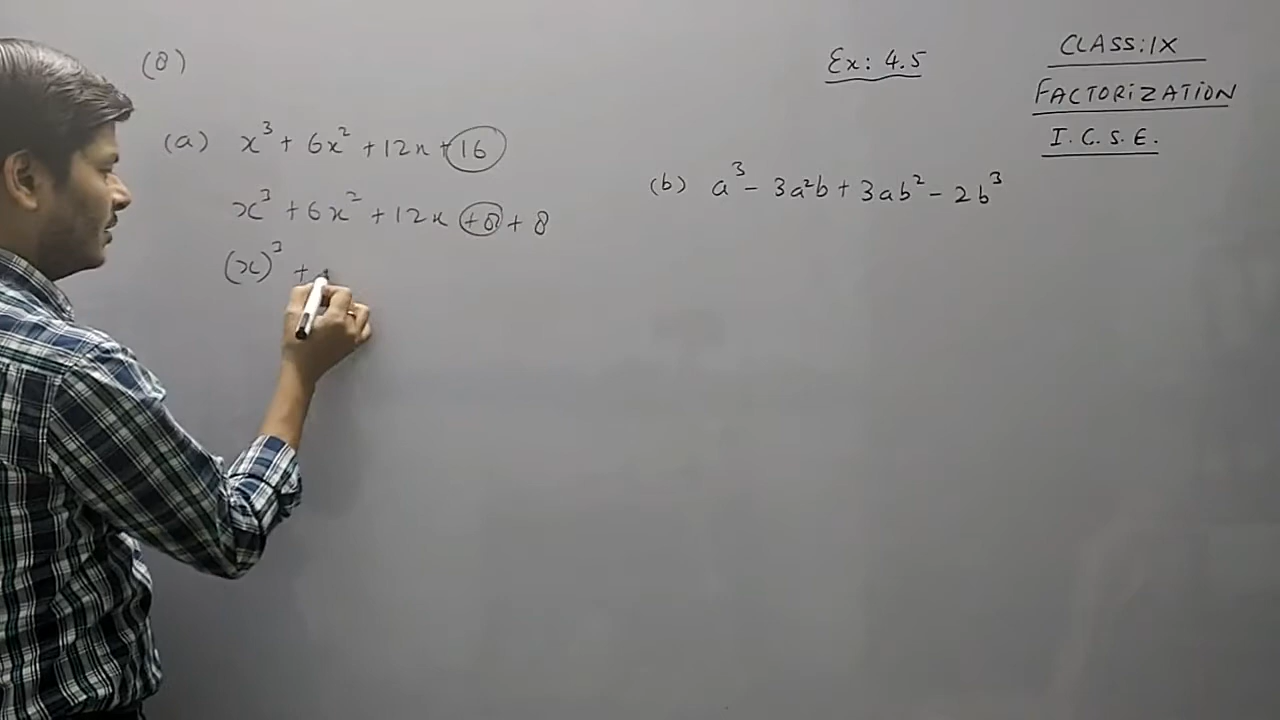 (8)
(a) x³ + 6x² + 12x + 16
x³ + 6x² + 12x + 8 + 8
(x)³ +
Ex: 4.5
(b) a³ - 3a²b + 3ab² - 2b³
CLASS: IX
FACTORIZATION
I.C.S.E.